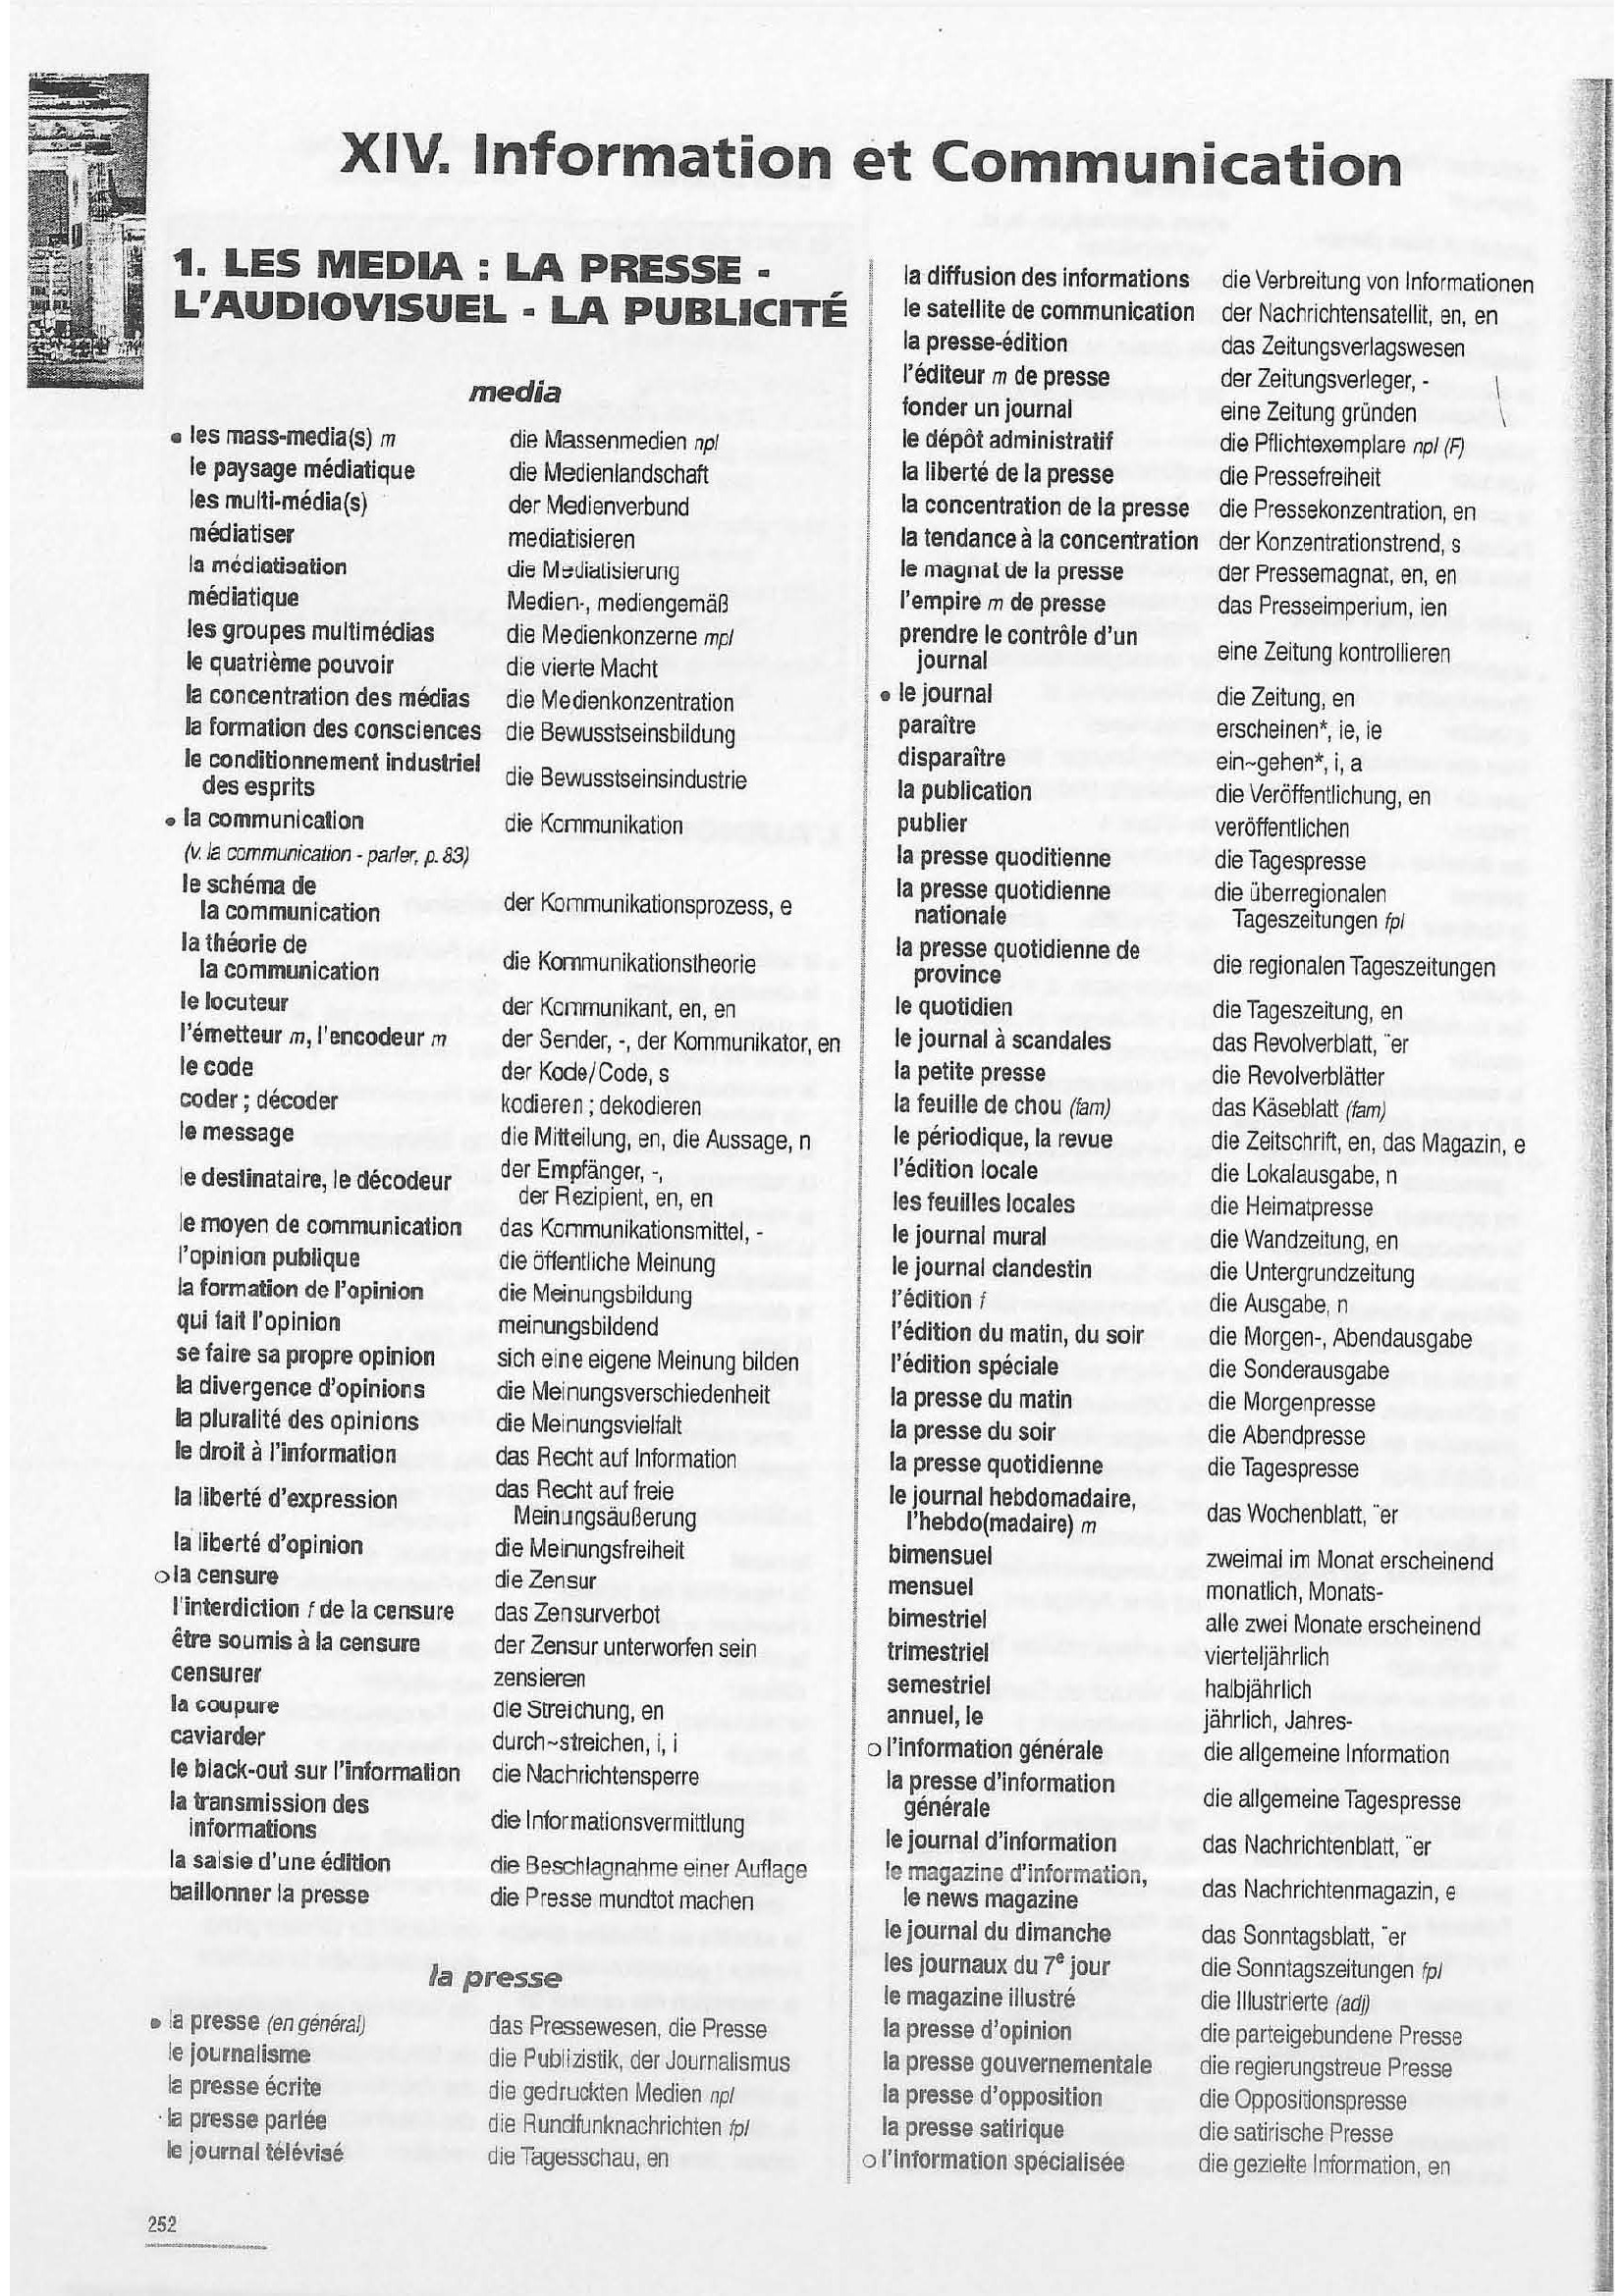 XIV. Information et Communication
1. LES MEDIA : LA PRESSE -
L'AUDIOVISUEL - LA PUBLICITÉ
media
• les mass-media(s) m die Massenmedien npl
le paysage médiatique die Medienlandschaft
les multi-média(s) der Medienverbund
médiatiser mediatisieren
la médiatisation die Mediatisierung
médiatique Medien-, mediengemäß
les groupes multimédias die Medienkonzerne mpl
le quatrième pouvoir die vierte Macht
la concentration des médias die Medienkonzentration
la formation des consciences die Bewusstseinsbildung
le conditionnement industriel
des esprits die Bewusstseinsindustrie
• la communication die Kommunikation
(v. la communication - parler, p. 83)
le schéma de
la communication der Kommunikationsprozess, e
la théorie de
la communication die Kommunikationstheorie
le locuteur der Kommunikant, en, en
l'émetteur m, l'encodeur m der Sender, -, der Kommunikator, en
le code der Kode/Code, s
coder ; décoder kodieren ; dekodieren
le message die Mitteilung, en, die Aussage, n
le destinataire, le décodeur der Empfänger, -,
der Rezipient, en, en
le moyen de communication das Kommunikationsmittel, -
l'opinion publique die öffentliche Meinung
la formation de l'opinion die Meinungsbildung
qui fait l'opinion meinungsbildend
se faire sa propre opinion sich eine eigene Meinung bilden
la divergence d'opinions die Meinungsverschiedenheit
la pluralité des opinions die Meinungsvielfalt
le droit à l'information das Recht auf Information
la liberté d'expression das Recht auf freie
Meinungsäußerung
la liberté d'opinion die Meinungsfreiheit
o la censure die Zensur
l'interdiction f de la censure das Zensurverbot
être soumis à la censure der Zensur unterworfen sein
censurer zensieren
la coupure die Streichung, en
caviarder durch~streichen, i, i
le black-out sur l'information die Nachrichtensperre
la transmission des
informations die Informationsvermittlung
la saisie d'une édition die Beschlagnahme einer Auflage
baillonner la presse die Presse mundtot machen
la presse
• la presse (en général) das Pressewesen, die Presse
le journalisme die Publizistik, der Journalismus
la presse écrite die gedruckten Medien npl
la presse parlée die Rundfunknachrichten fpl
le journal télévisé die Tagesschau, en
la diffusion des informations die Verbreitung von Informationen
le satellite de communication der Nachrichtensatellit, en, en
la presse-édition das Zeitungsverlagswesen
l'éditeur m de presse der Zeitungsverleger, -
fonder un journal eine Zeitung gründen
le dépôt administratif die Pflichtexemplare npl (F)
la liberté de la presse die Pressefreiheit
la concentration de la presse die Pressekonzentration, en
la tendance à la concentration der Konzentrationstrend, s
le magnat de la presse der Pressemagnat, en, en
l'empire m de presse das Presseimperium, ien
prendre le contrôle d'un
journal eine Zeitung kontrollieren
• le journal die Zeitung, en
paraître erscheinen*, ie, ie
disparaître ein~gehen*, i, a
la publication die Veröffentlichung, en
publier veröffentlichen
la presse quoditienne die Tagespresse
la presse quotidienne die überregionalen
nationale Tageszeitungen fpl
la presse quotidienne de
province die regionalen Tageszeitungen
le quotidien die Tageszeitung, en
le journal à scandales das Revolverblatt, ¨er
la petite presse die Revolverblätter
la feuille de chou (fam) das Käseblatt (fam)
le périodique, la revue die Zeitschrift, en, das Magazin, e
l'édition locale die Lokalausgabe, n
les feuilles locales die Heimatpresse
le journal mural die Wandzeitung, en
le journal clandestin die Untergrundzeitung
l'édition f die Ausgabe, n
l'édition du matin, du soir die Morgen-, Abendausgabe
l'édition spéciale die Sonderausgabe
la presse du matin die Morgenpresse
la presse du soir die Abendpresse
la presse quotidienne die Tagespresse
le journal hebdomadaire,
l'hebdo(madaire) m das Wochenblatt, ¨er
bimensuel zweimal im Monat erscheinend
mensuel monatlich, Monats-
bimestriel alle zwei Monate erscheinend
trimestriel vierteljährlich
semestriel halbjährlich
annuel, le jährlich, Jahres-
o l'information générale die allgemeine Information
la presse d'information
générale die allgemeine Tagespresse
le journal d'information das Nachrichtenblatt, ¨er
le magazine d'information,
le news magazine das Nachrichtenmagazin, e
le journal du dimanche das Sonntagsblatt, ¨er
les journaux du 7e jour die Sonntagszeitungen fpl
le magazine illustré die Illustrierte (adj)
la presse d'opinion die parteigebundene Presse
la presse gouvernementale die regierungstreue Presse
la presse d'opposition die Oppositionspresse
la presse satirique die satirische Presse
o l'information spécialisée die gezielte Information, en
252